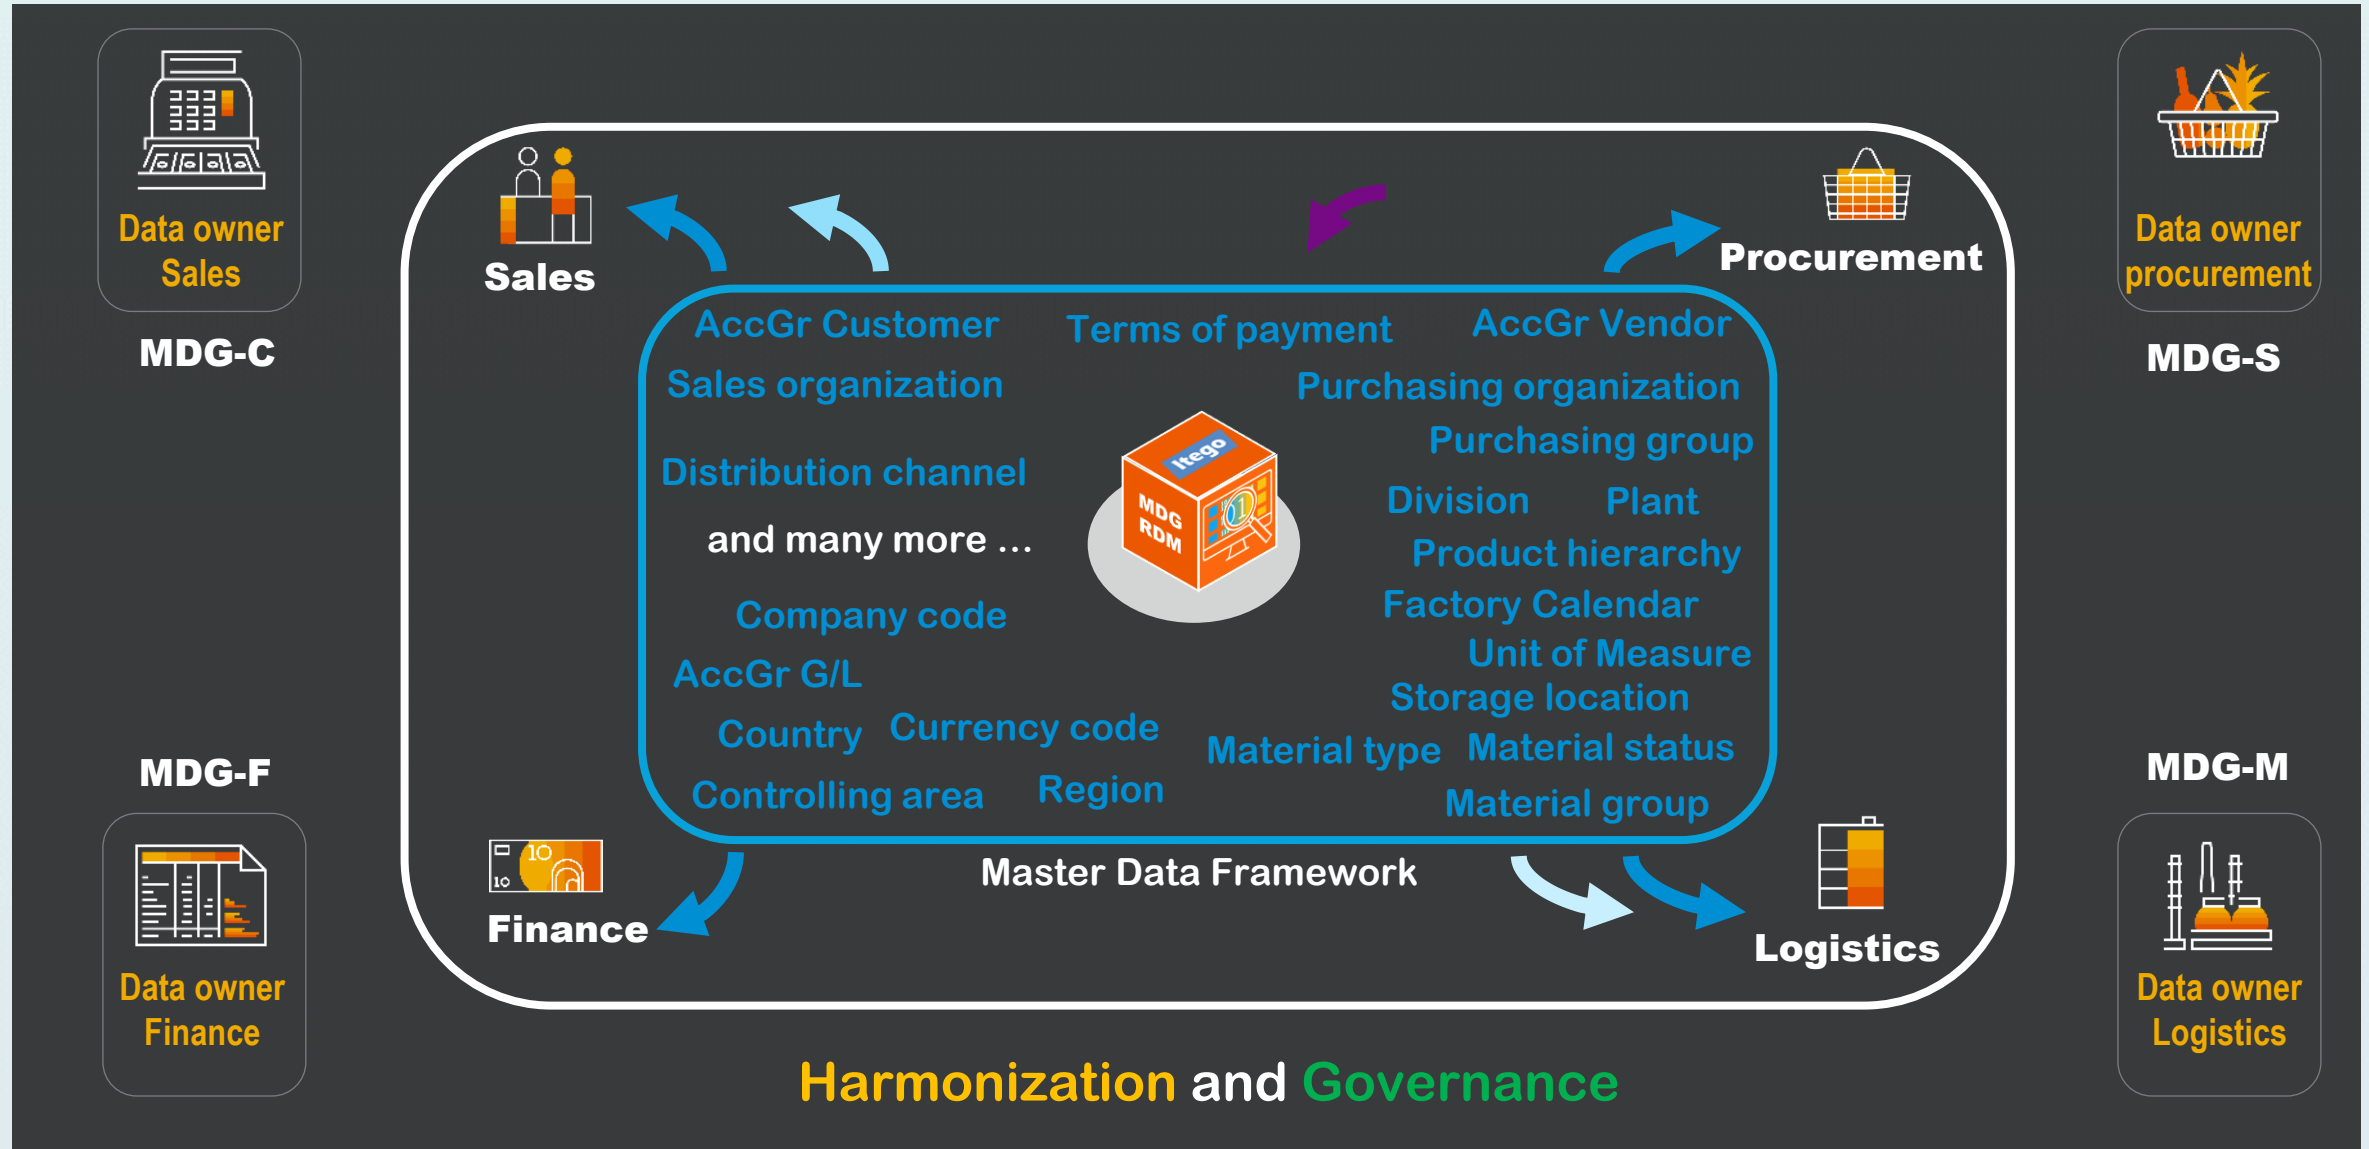 Data owner
Sales
MDG-C
Data owner
procurement
MDG-S
Sales
Procurement
AccGr Customer
Terms of payment
AccGr Vendor
Sales organization
Purchasing organization
Purchasing group
Distribution channel
Division
Plant
and many more ...
Product hierarchy
Itego
MDG
RDM
1
Factory Calendar
Company code
Unit of Measure
AccGr G/L
Storage location
Country
Currency code
Material type
Material status
Controlling area
Region
Material group
Master Data Framework
10
10
Finance
Logistics
MDG-F
Data owner
Finance
MDG-M
Data owner
Logistics
Harmonization and Governance